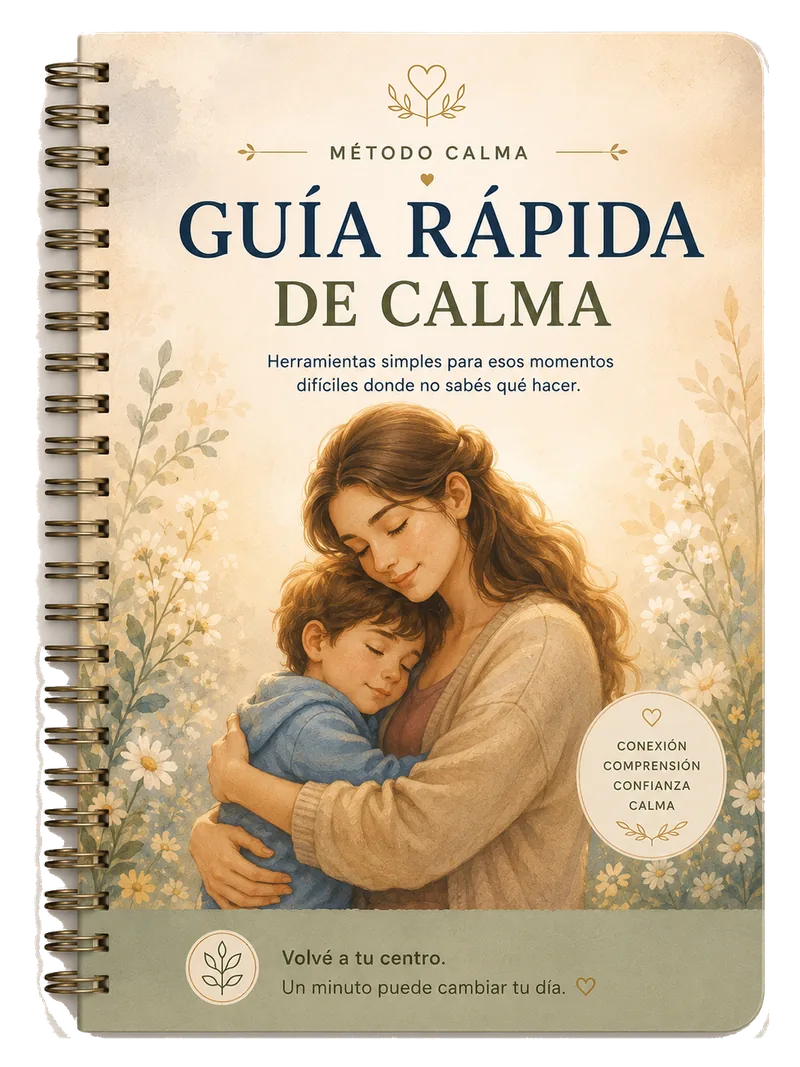 MÉTODO CALMA
GUÍA RÁPIDA
DE CALMA
Herramientas simples para esos momentos
difíciles donde no sabés qué hacer.
CONEXIÓN
COMPRENSIÓN
CONFIANZA
CALMA
Volvé a tu centro.
Un minuto puede cambiar tu día.